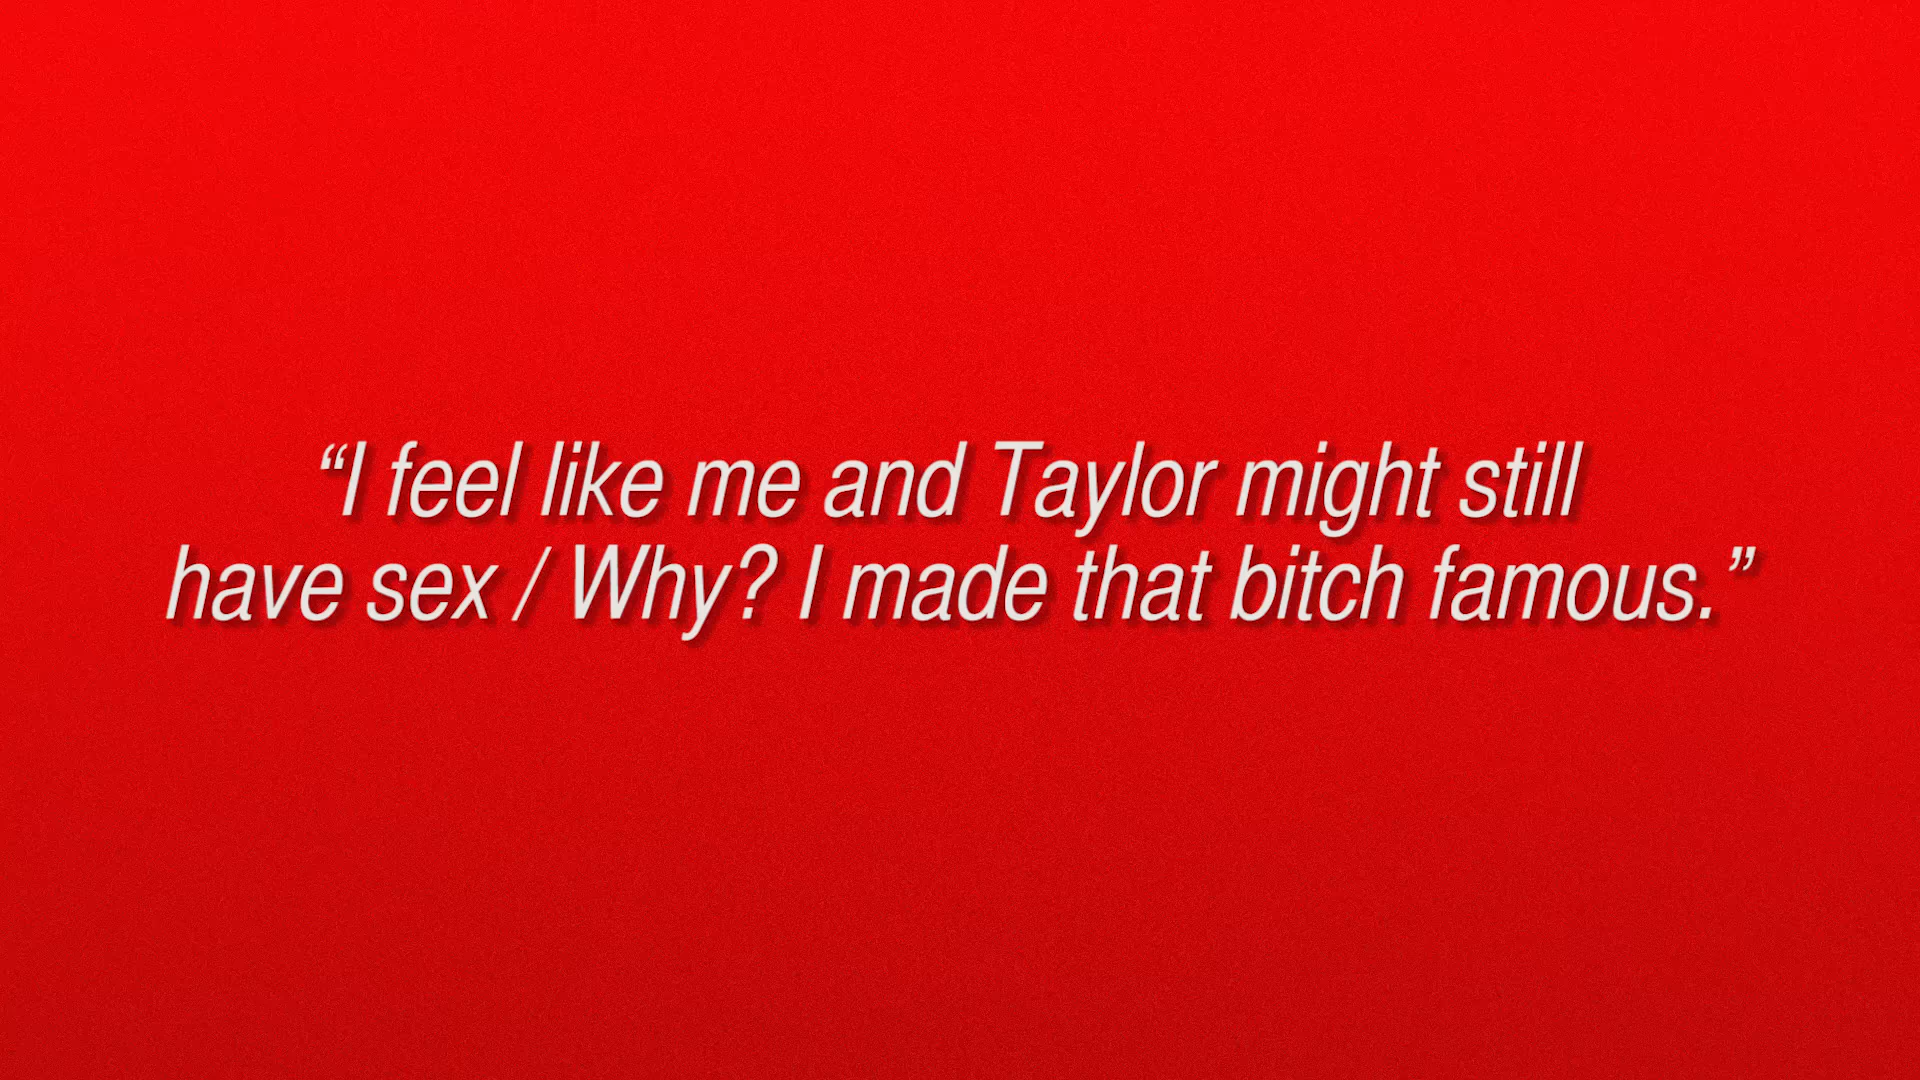 “I feel like me and Taylor might still
have sex / Why? I made that bitch famous.”